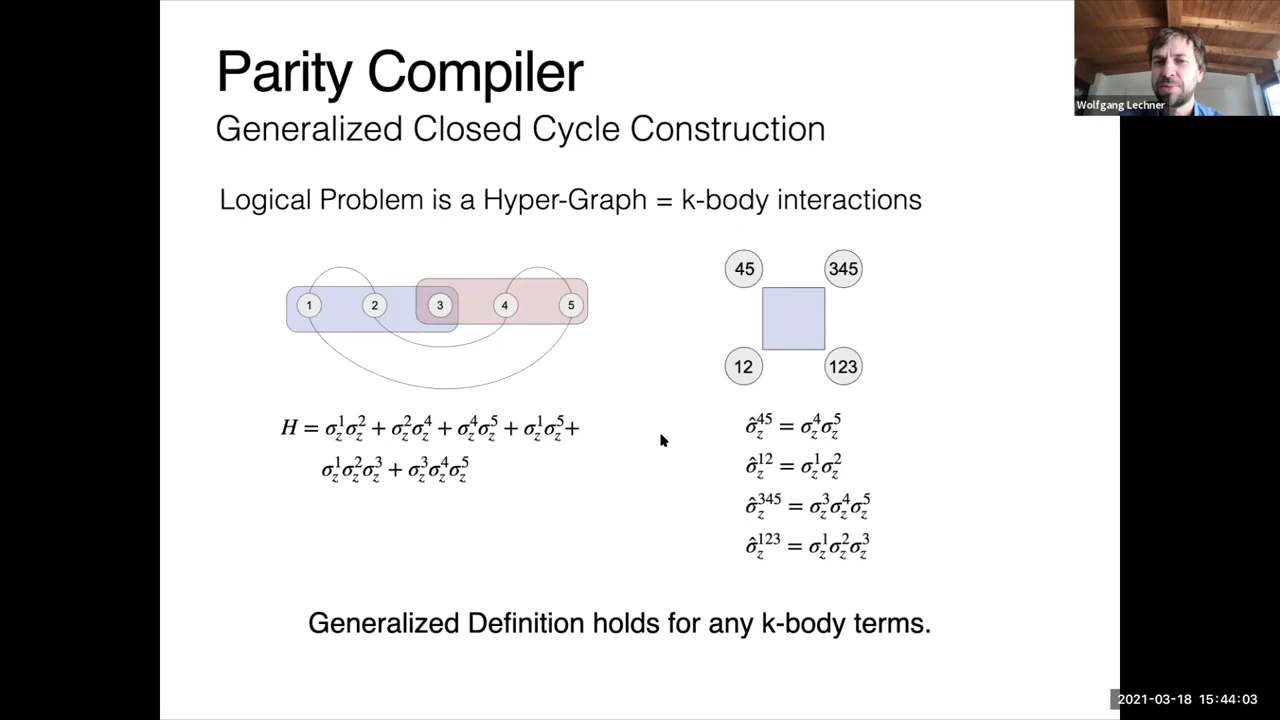 Parity Compiler
Generalized Closed Cycle Construction
Wolfgang Lechner
Logical Problem is a Hyper-Graph = k-body interactions
1 2 3 4 5
45 345
12 123
H = σ_z^1σ_z^2 + σ_z^2σ_z^4 + σ_z^4σ_z^5 + σ_z^1σ_z^5+
σ_z^1σ_z^2σ_z^3 + σ_z^3σ_z^4σ_z^5
σ̂_z^{45} = σ_z^4σ_z^5
σ̂_z^{12} = σ_z^1σ_z^2
σ̂_z^{345} = σ_z^3σ_z^4σ_z^5
σ̂_z^{123} = σ_z^1σ_z^2σ_z^3
Generalized Definition holds for any k-body terms.
2021-03-18 15:44:03